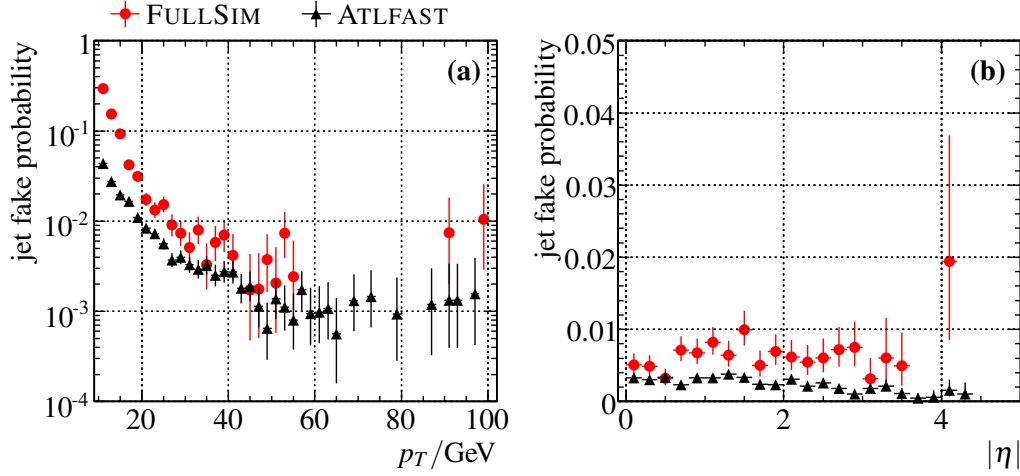 FULLSIM ATLFAST
jet fake probability
1
10⁻¹
10⁻²
10⁻³
10⁻⁴
(a)
20 40 60 80 100
p_T/GeV
jet fake probability
0.05
0.04
0.03
0.02
0.01
0
(b)
0 2 4
|η|